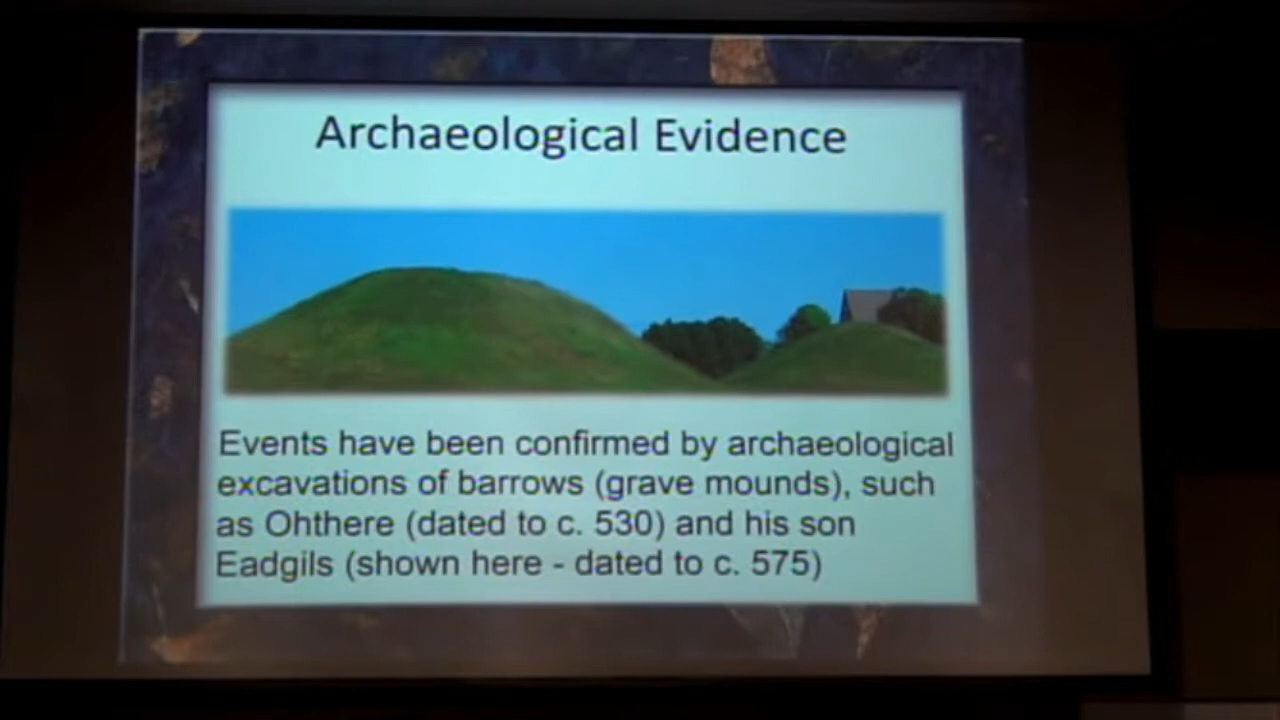 Archaeological Evidence
Events have been confirmed by archaeological
excavations of barrows (grave mounds), such
as Ohthere (dated to c. 530) and his son
Eadgils (shown here - dated to c. 575)